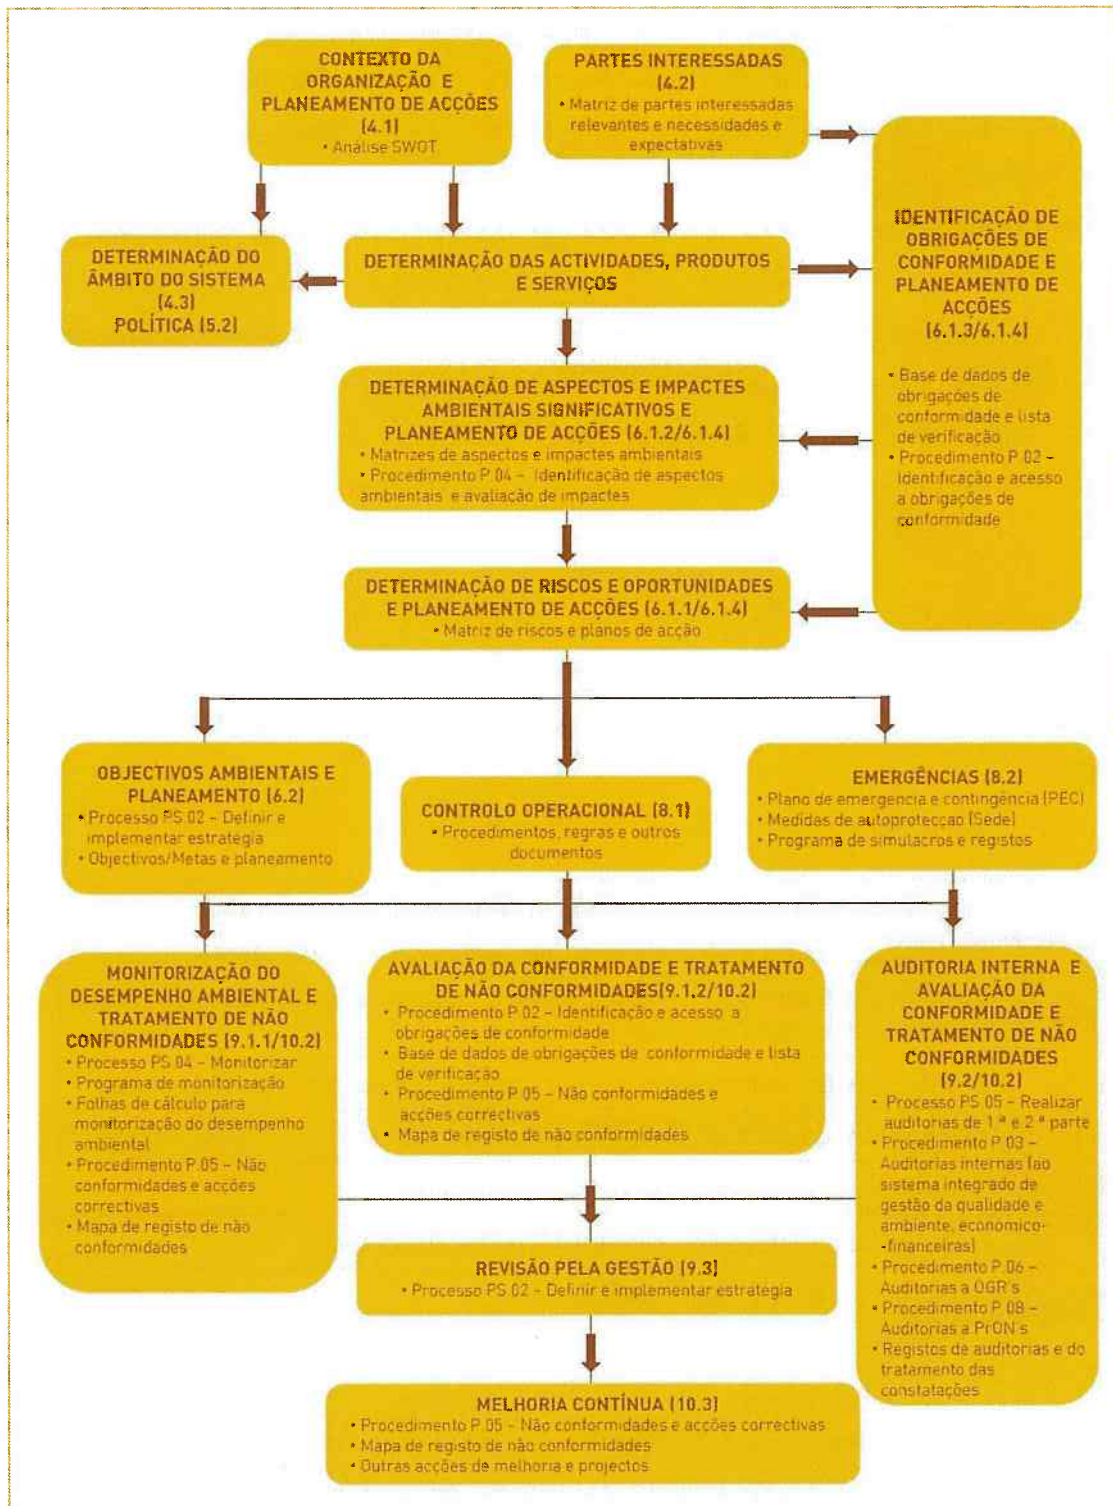 CONTEXTO DA
ORGANIZAÇÃO E
PLANEAMENTO DE ACÇÕES
(4.1)
• Análise SWOT
PARTES INTERESSADAS
(4.2)
• Matriz de partes interessadas
relevantes e necessidades e
expectativas
IDENTIFICAÇÃO DE
OBRIGAÇÕES DE
CONFORMIDADE E
PLANEAMENTO DE
ACÇÕES
(6.1.3/6.1.4)
• Base de dados de
obrigações de
conformidade e lista
de verificação
• Procedimento P.02 –
Identificação e acesso
a obrigações de
conformidade
DETERMINAÇÃO DO
ÂMBITO DO SISTEMA
(4.3)
POLÍTICA (5.2)
DETERMINAÇÃO DAS ACTIVIDADES, PRODUTOS
E SERVIÇOS
DETERMINAÇÃO DE ASPECTOS E IMPACTES
AMBIENTAIS SIGNIFICATIVOS E
PLANEAMENTO DE ACÇÕES (6.1.2/6.1.4)
• Matrizes de aspectos e impactes ambientais
• Procedimento P.04 – Identificação de aspectos
ambientais e avaliação de impactes
DETERMINAÇÃO DE RISCOS E OPORTUNIDADES
E PLANEAMENTO DE ACÇÕES (6.1.1/6.1.4)
• Matriz de riscos e planos de acção
OBJECTIVOS AMBIENTAIS E
PLANEAMENTO (6.2)
• Processo PS.02 – Definir e
implementar estratégia
• Objectivos/Metas e planeamento
CONTROLO OPERACIONAL (8.1)
• Procedimentos, regras e outros
documentos
EMERGÊNCIAS (8.2)
• Plano de emergência e contingência (PEC)
• Medidas de autoprotecção (Sede)
• Programa de simulacros e registos
MONITORIZAÇÃO DO
DESEMPENHO AMBIENTAL E
TRATAMENTO DE NÃO
CONFORMIDADES (9.1.1/10.2)
• Processo PS.04 – Monitorizar
• Programa de monitorização
• Folhas de cálculo para
monitorização do desempenho
ambiental
• Procedimento P.05 – Não
conformidades e acções
correctivas
• Mapa de registo de não
conformidades
AVALIAÇÃO DA CONFORMIDADE E TRATAMENTO
DE NÃO CONFORMIDADES(9.1.2/10.2)
• Procedimento P.02 – Identificação e acesso a
obrigações de conformidade
• Base de dados de obrigações de conformidade e lista
de verificação
• Procedimento P.05 – Não conformidades e
acções correctivas
• Mapa de registo de não conformidades
AUDITORIA INTERNA E
AVALIAÇÃO DA
CONFORMIDADE E
TRATAMENTO DE NÃO
CONFORMIDADES
(9.2/10.2)
• Processo PS.05 – Realizar
auditorias de 1 ª e 2 ª parte
• Procedimento P.03 –
Auditorias internas (ao
sistema integrado de
gestão da qualidade e
ambiente, económico-
-financeiras)
• Procedimento P.06 –
Auditorias a OGR's
• Procedimento P.08 –
Auditorias a PrON's
• Registos de auditorias e do
tratamento das
constatações
REVISÃO PELA GESTÃO (9.3)
• Processo PS.02 – Definir e implementar estratégia
MELHORIA CONTÍNUA (10.3)
• Procedimento P.05 – Não conformidades e acções correctivas
• Mapa de registo de não conformidades
• Outras acções de melhoria e projectos